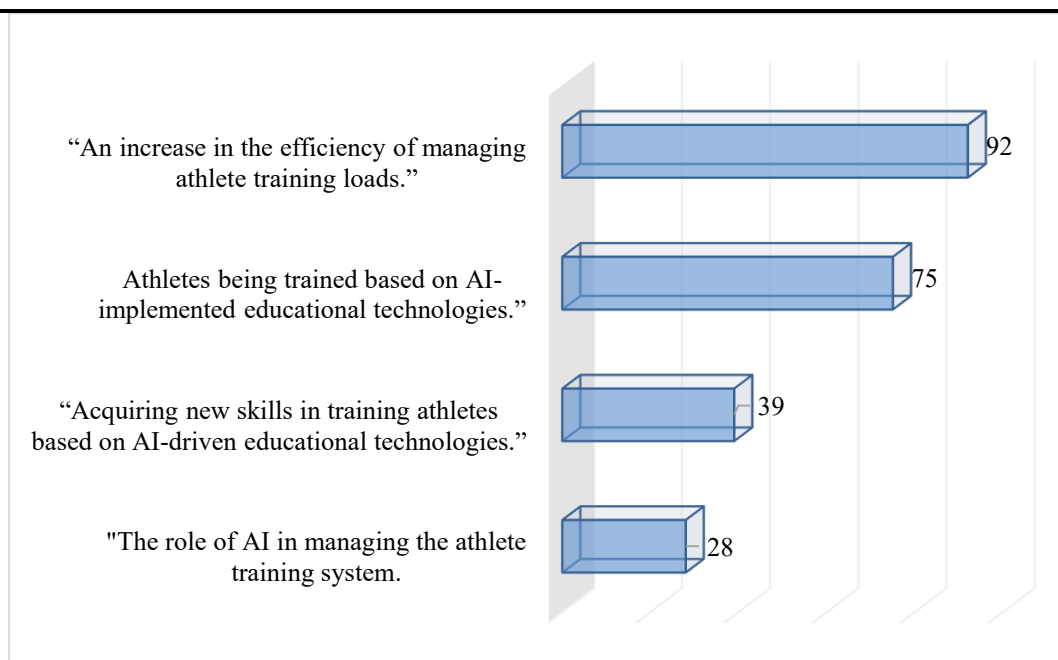 “An increase in the efficiency of managing
athlete training loads.”
92
Athletes being trained based on AI-
implemented educational technologies.”
75
“Acquiring new skills in training athletes
based on AI-driven educational technologies.”
39
"The role of AI in managing the athlete
training system.
28